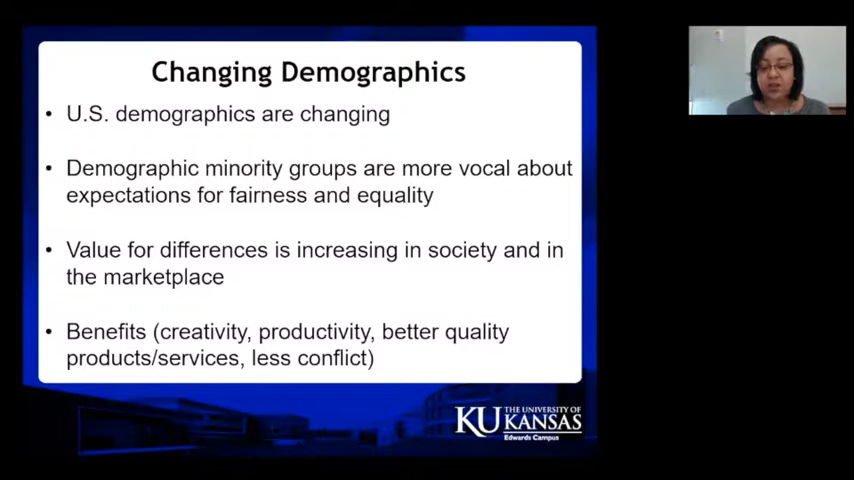 Changing Demographics
• U.S. demographics are changing
• Demographic minority groups are more vocal about
expectations for fairness and equality
• Value for differences is increasing in society and in
the marketplace
• Benefits (creativity, productivity, better quality
products/services, less conflict)
KU THE UNIVERSITY OF
KANSAS
Edwards Campus